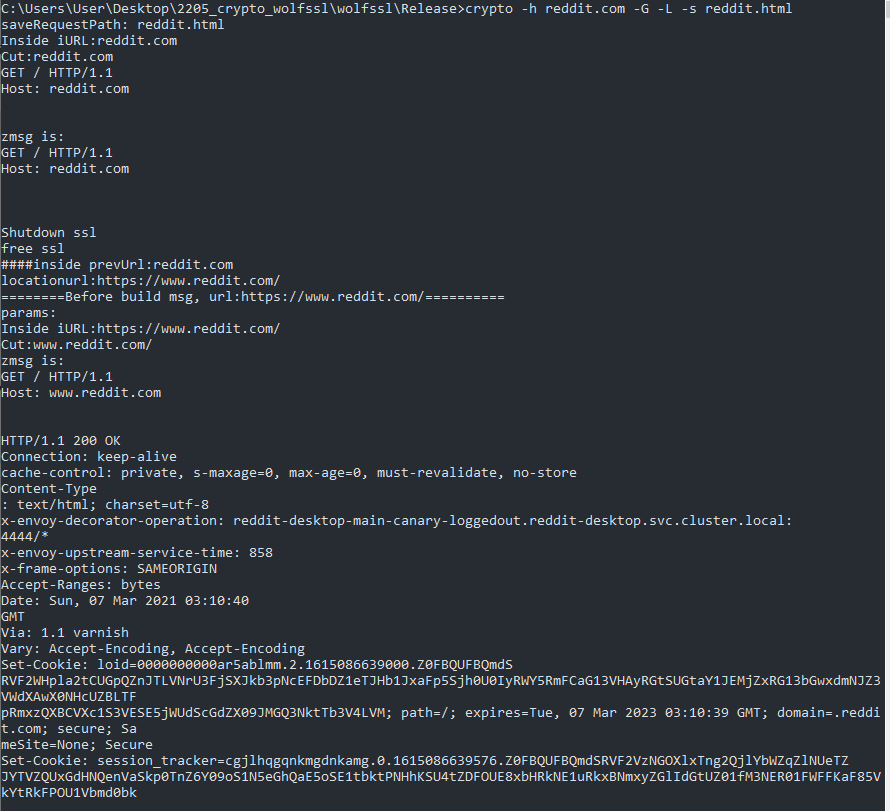 C:\Users\User\Desktop\2205_crypto_wolfssl\wolfssl\Release>crypto -h reddit.com -G -L -s reddit.html
saveRequestPath: reddit.html
Inside iURL:reddit.com
Cut:reddit.com
GET / HTTP/1.1
Host: reddit.com
zmsg is:
GET / HTTP/1.1
Host: reddit.com
Shutdown ssl
free ssl
####inside prevUrl:reddit.com
locationurl:https://www.reddit.com/
========Before build msg, url:https://www.reddit.com/==========
params:
Inside iURL:https://www.reddit.com/
Cut:www.reddit.com/
zmsg is:
GET / HTTP/1.1
Host: www.reddit.com
HTTP/1.1 200 OK
Connection: keep-alive
cache-control: private, s-maxage=0, max-age=0, must-revalidate, no-store
Content-Type
: text/html; charset=utf-8
x-envoy-decorator-operation: reddit-desktop-main-canary-loggedout.reddit-desktop.svc.cluster.local:
4444/*
x-envoy-upstream-service-time: 858
x-frame-options: SAMEORIGIN
Accept-Ranges: bytes
Date: Sun, 07 Mar 2021 03:10:40
GMT
Via: 1.1 varnish
Vary: Accept-Encoding, Accept-Encoding
Set-Cookie: loid=0000000000ar5ablmm.2.1615086639000.Z0FBQUFBQmdS
RVF2WHpla2tCUGpQZnJTLVNrU3FjSXJkb3pNcEFDbDZ1eTJHb1JxaFp5Sjh0U0IyRWY5RmFCaG13VHAyRGtSUGtaY1JEMjZxRG13bGwxdmNJZ3
VWdXAwX0NHcUZBLTF
pRmxzQXBCVXc1S3VESE5jWUdScGdZX09JMGQ3NktTb3V4LVM; path=/; expires=Tue, 07 Mar 2023 03:10:39 GMT; domain=.reddi
t.com; secure; Sa
meSite=None; Secure
Set-Cookie: session_tracker=cgjlhqgqnkmgdnkamg.0.1615086639576.Z0FBQUFBQmdSRVF2VzNGOXlxTng2QjlYbWZqZlNUeTZ
JYTVZQUxGdHNQenVaSkp0TnZ6Y09oS1N5eGhQaE5oSE1tbktPNHhKSU4tZDFOUE8xbHRkNE1uRkxBNmxyZGlIdGtUZ01fM3NER01FWFFKaF85V
kYtRkFPOU1Vbmd0bk